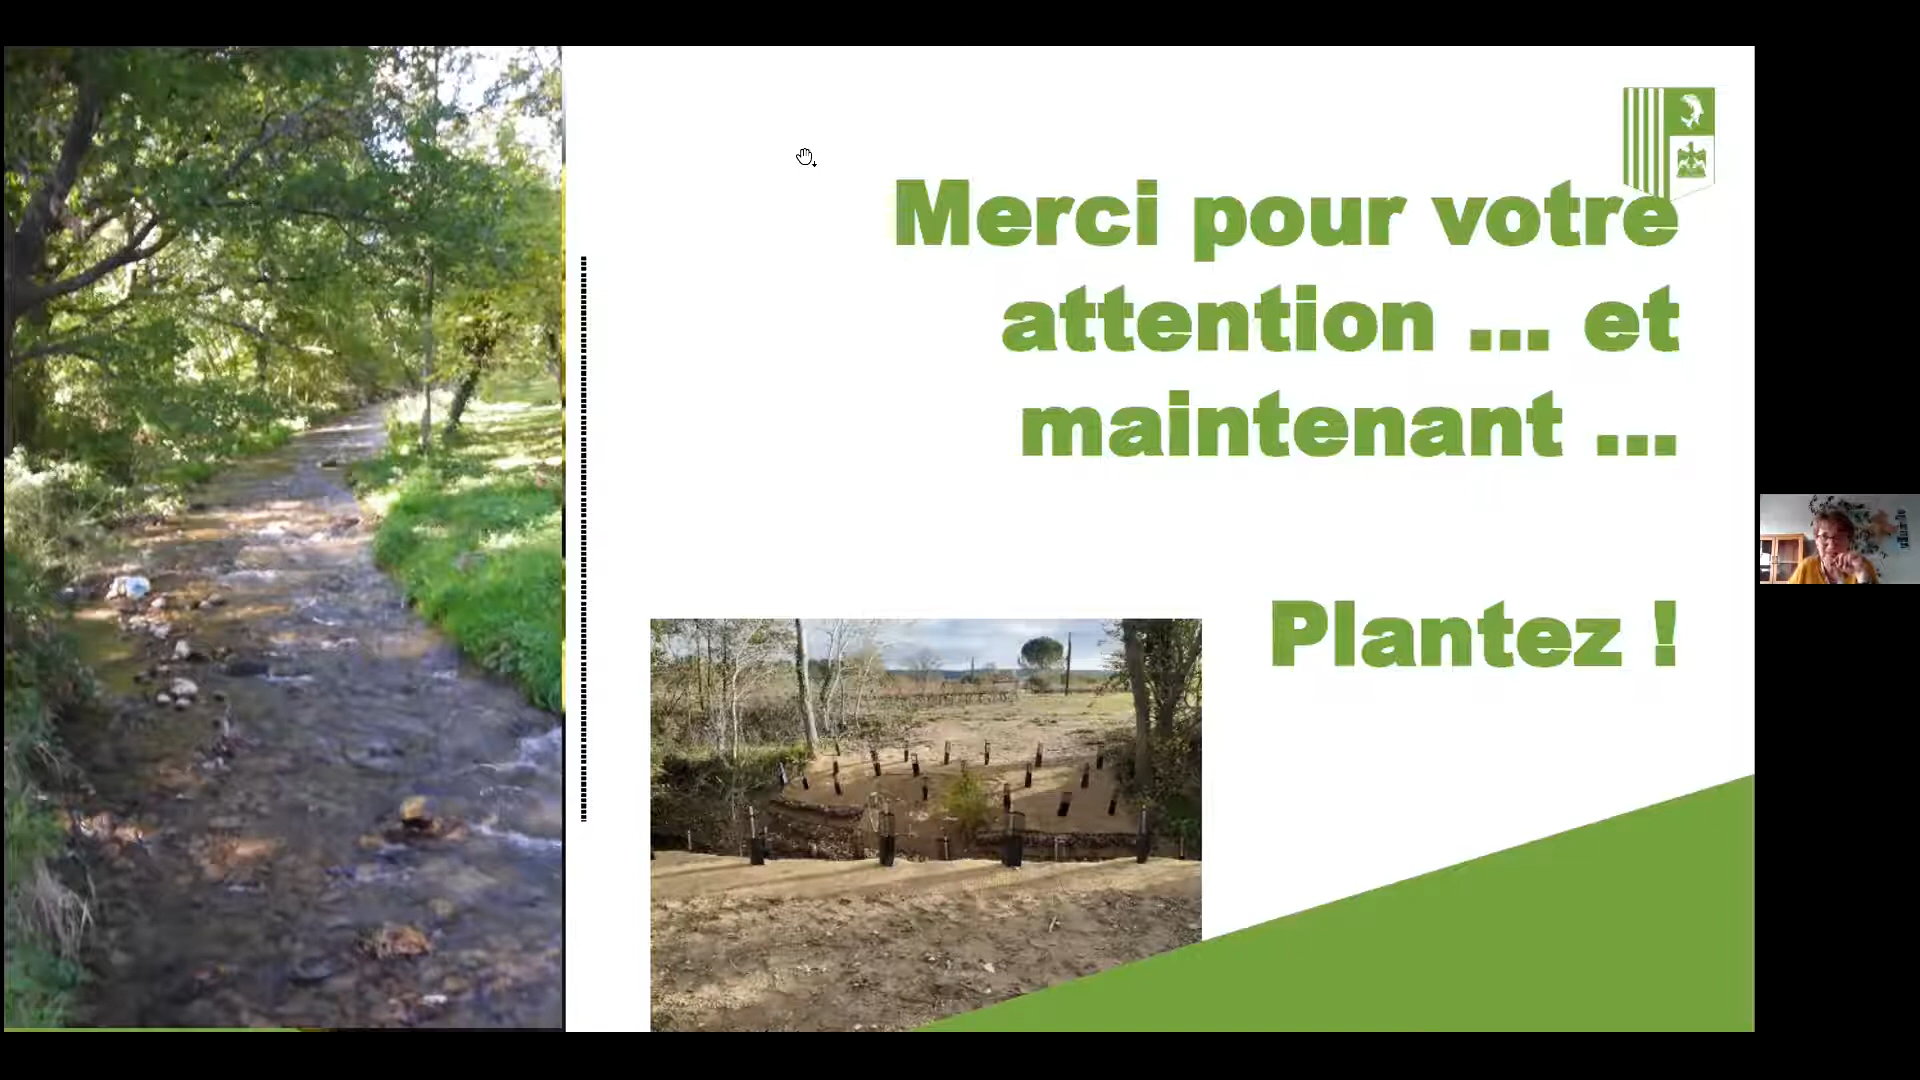 Merci pour votre
attention ... et
maintenant ...
Plantez !